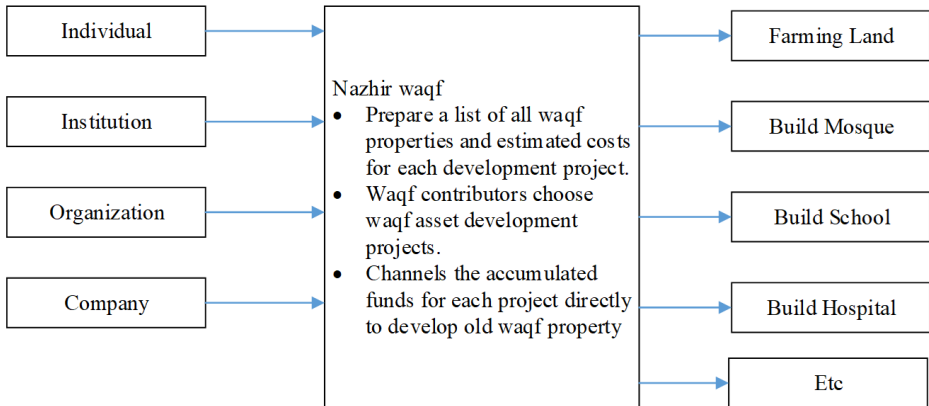 Individual
Institution
Organization
Company
Nazhir waqf
• Prepare a list of all waqf
properties and estimated costs
for each development project.
• Waqf contributors choose
waqf asset development
projects.
• Channels the accumulated
funds for each project directly
to develop old waqf property
Farming Land
Build Mosque
Build School
Build Hospital
Etc